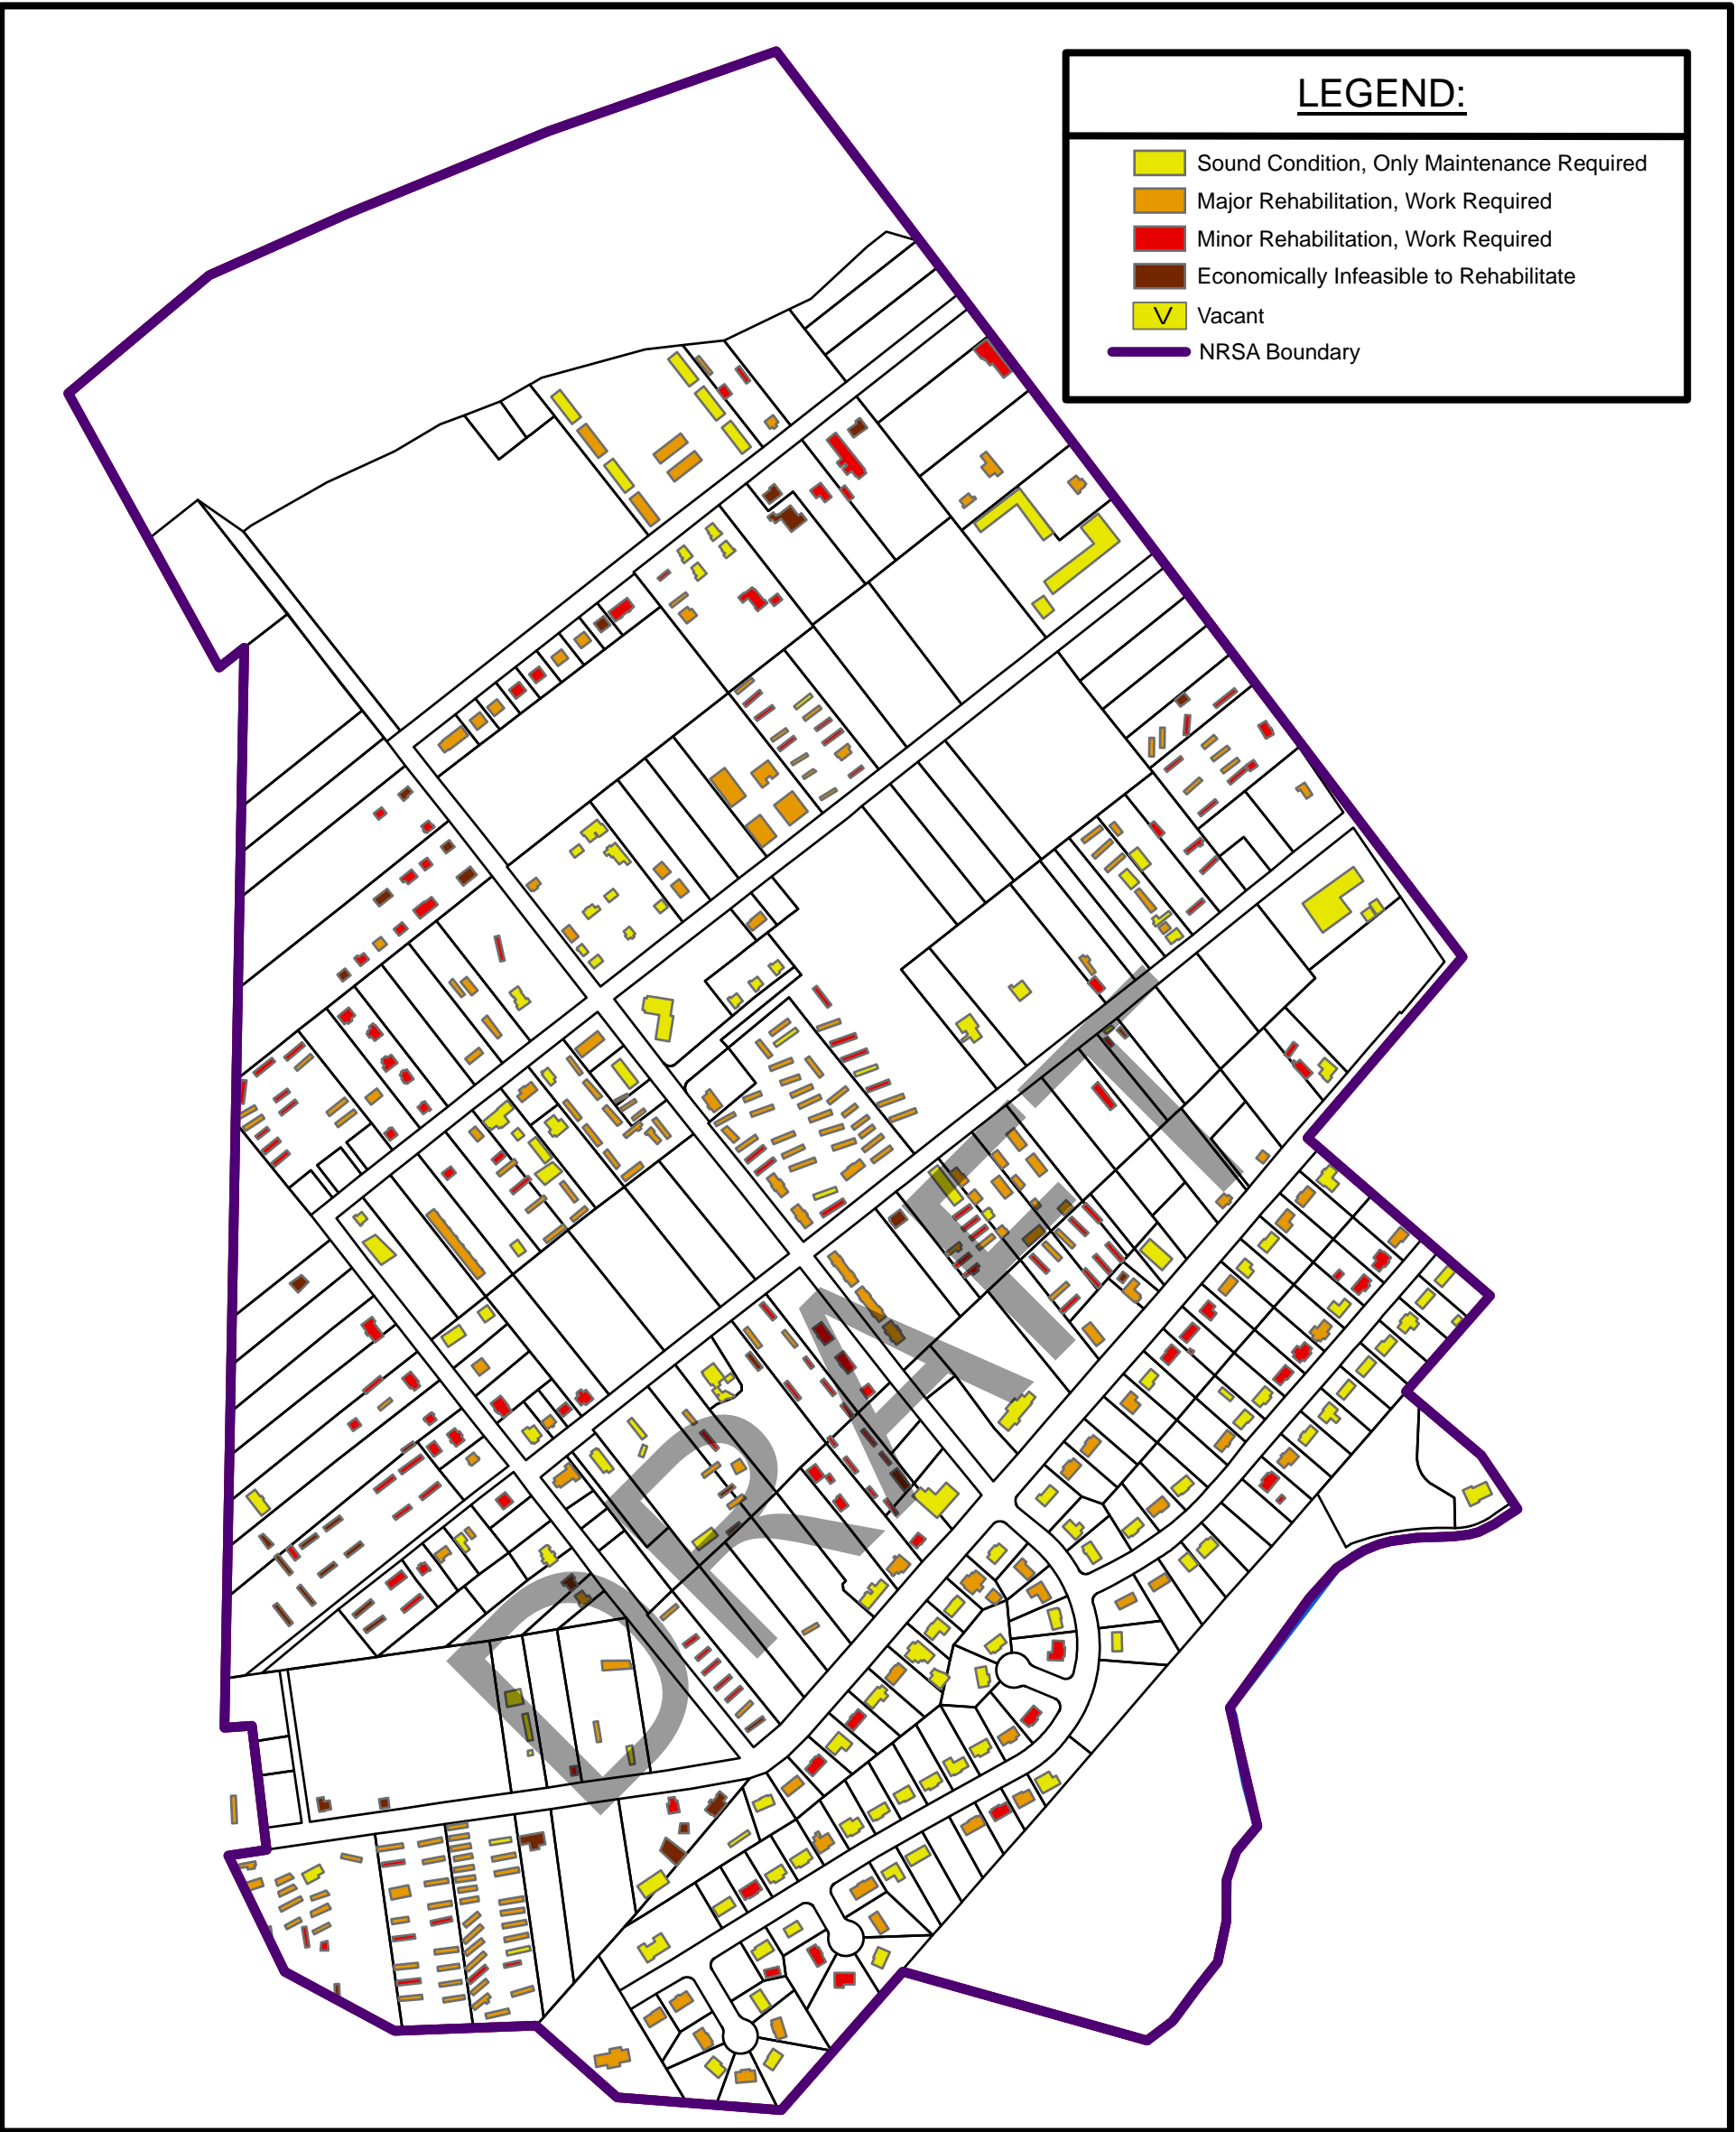 LEGEND:
Sound Condition, Only Maintenance Required
Major Rehabilitation, Work Required
Minor Rehabilitation, Work Required
Economically Infeasible to Rehabilitate
V Vacant
NRSA Boundary
DRAFT